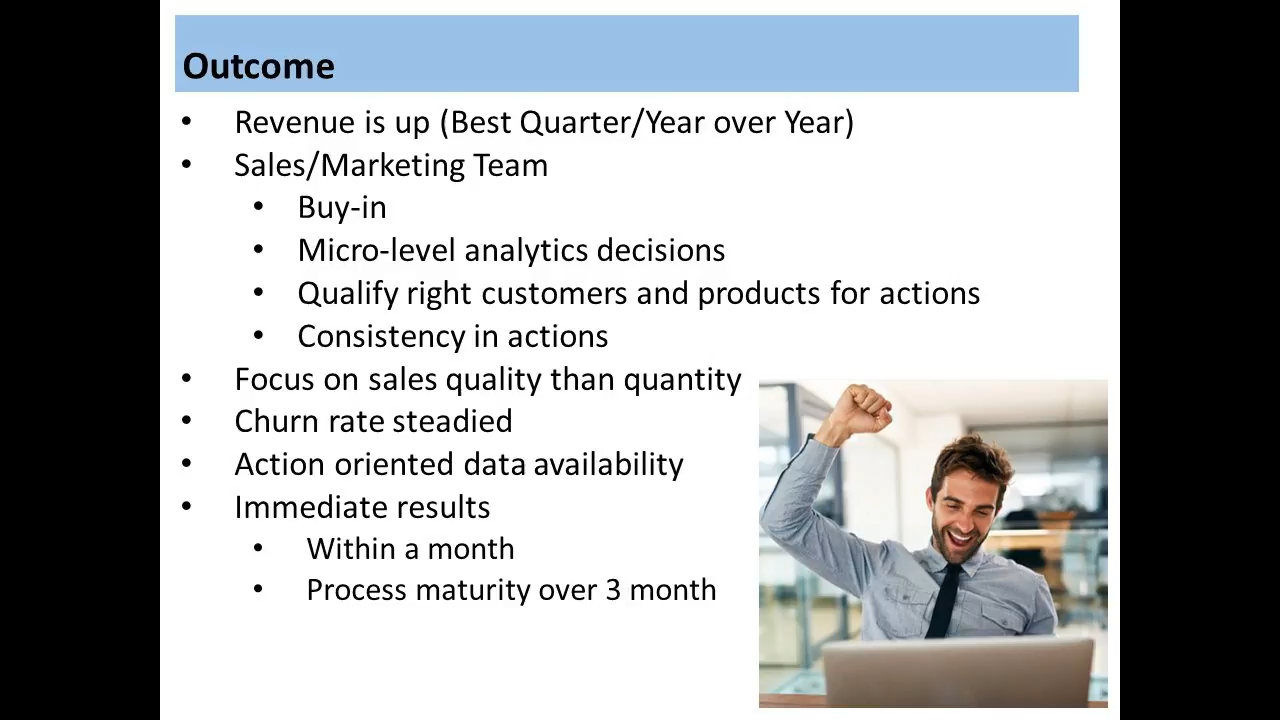 Outcome
• Revenue is up (Best Quarter/Year over Year)
• Sales/Marketing Team
• Buy-in
• Micro-level analytics decisions
• Qualify right customers and products for actions
• Consistency in actions
• Focus on sales quality than quantity
• Churn rate steadied
• Action oriented data availability
• Immediate results
• Within a month
• Process maturity over 3 month